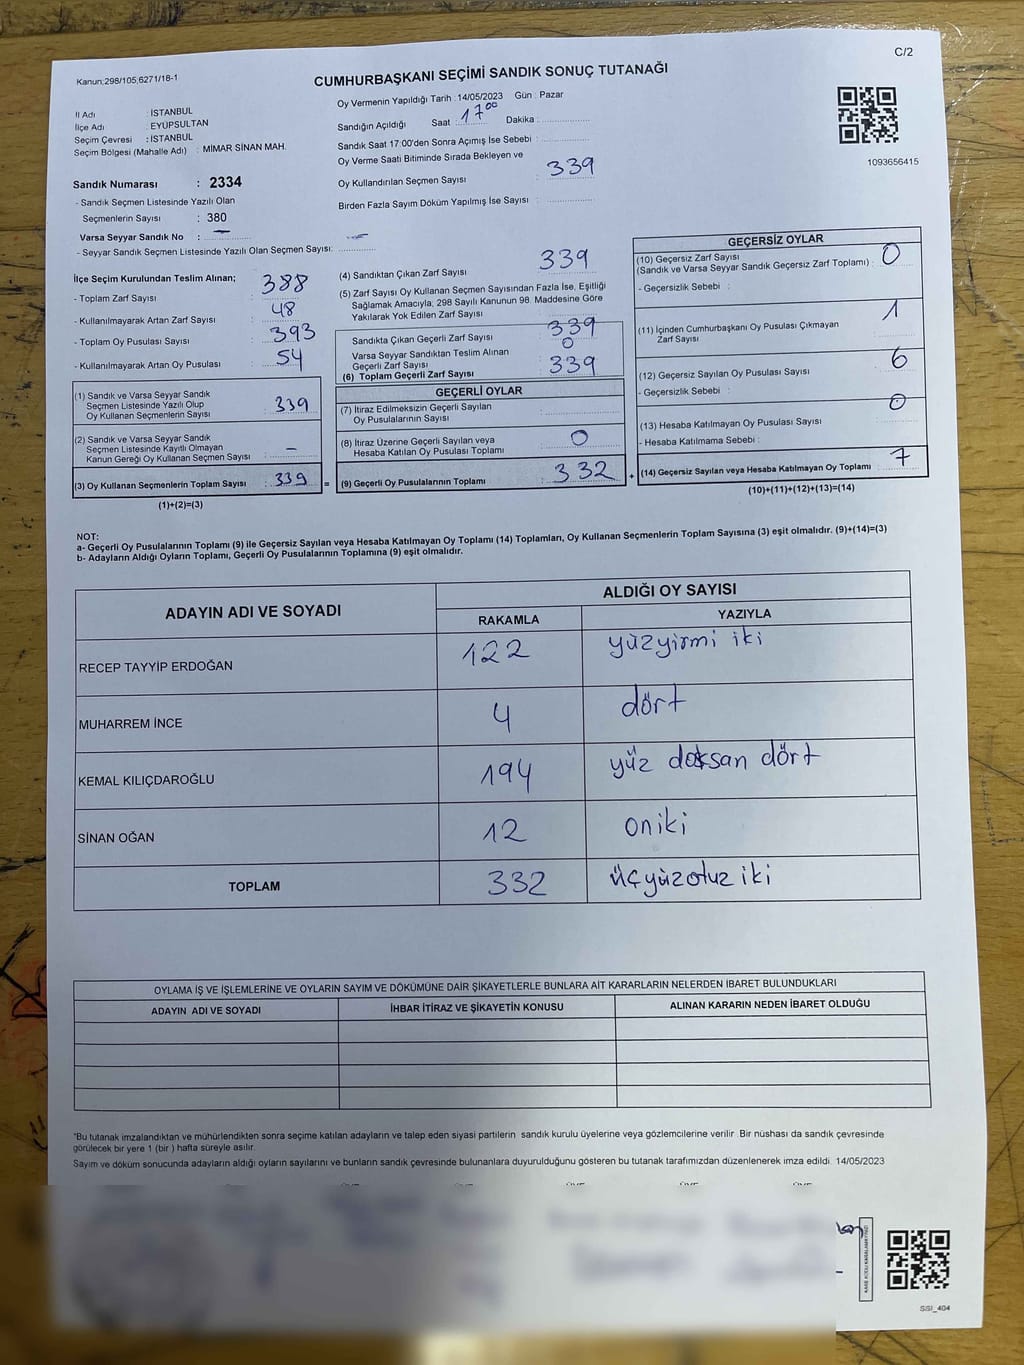 C/2
Kanun:298/105,6271/18-1
CUMHURBAŞKANI SEÇİMİ SANDIK SONUÇ TUTANAĞI
İl Adı : İSTANBUL
İlçe Adı : EYÜPSULTAN
Seçim Çevresi : İSTANBUL
Seçim Bölgesi (Mahalle Adı) : MİMAR SİNAN MAH.
Sandık Numarası : 2334
- Sandık Seçmen Listesinde Yazılı Olan
Seçmenlerin Sayısı : 380
Varsa Seyyar Sandık No : —
- Seyyar Sandık Seçmen Listesinde Yazılı Olan Seçmen Sayısı: —
Oy Vermenin Yapıldığı Tarih : 14/05/2023 Gün : Pazar
Sandığın Açıldığı Saat : 17 00 Dakika :
Sandık Saat 17:00'den Sonra Açımış İse Sebebi :
Oy Verme Saati Bitiminde Sırada Bekleyen ve
Oy Kullandırılan Seçmen Sayısı : 339
Birden Fazla Sayım Döküm Yapılmış İse Sayısı :
1093656415
İlçe Seçim Kurulundan Teslim Alınan;
- Toplam Zarf Sayısı : 388
- Kullanılmayarak Artan Zarf Sayısı : 48
- Toplam Oy Pusulası Sayısı : 393
- Kullanılmayarak Artan Oy Pusulası : 54
(1) Sandık ve Varsa Seyyar Sandık
Seçmen Listesinde Yazılı Olup
Oy Kullanan Seçmenlerin Sayısı : 339
(2) Sandık ve Varsa Seyyar Sandık
Seçmen Listesinde Kayıtlı Olmayan
Kanun Gereği Oy Kullanan Seçmen Sayısı : —
(3) Oy Kullanan Seçmenlerin Toplam Sayısı : 339
(1)+(2)=(3)
(4) Sandıktan Çıkan Zarf Sayısı : 339
(5) Zarf Sayısı Oy Kullanan Seçmen Sayısından Fazla İse, Eşitliği
Sağlamak Amacıyla; 298 Sayılı Kanunun 98. Maddesine Göre
Yakılarak Yok Edilen Zarf Sayısı :
Sandıkta Çıkan Geçerli Zarf Sayısı : 339
Varsa Seyyar Sandıktan Teslim Alınan
Geçerli Zarf Sayısı : 0
(6) Toplam Geçerli Zarf Sayısı : 339
GEÇERLİ OYLAR
(7) İtiraz Edilmeksizin Geçerli Sayılan
Oy Pusulalarının Sayısı :
(8) İtiraz Üzerine Geçerli Sayılan veya
Hesaba Katılan Oy Pusulası Toplamı : 0
(9) Geçerli Oy Pusulalarının Toplamı : 332
=
+
GEÇERSİZ OYLAR
(10) Geçersiz Zarf Sayısı
(Sandık ve Varsa Seyyar Sandık Geçersiz Zarf Toplamı) : 0
- Geçersizlik Sebebi :
(11) İçinden Cumhurbaşkanı Oy Pusulası Çıkmayan
Zarf Sayısı : 1
(12) Geçersiz Sayılan Oy Pusulası Sayısı : 6
- Geçersizlik Sebebi :
(13) Hesaba Katılmayan Oy Pusulası Sayısı : 0
- Hesaba Katılmama Sebebi :
(14) Geçersiz Sayılan veya Hesaba Katılmayan Oy Toplamı : 7
(10)+(11)+(12)+(13)=(14)
NOT:
a- Geçerli Oy Pusulalarının Toplamı (9) ile Geçersiz Sayılan veya Hesaba Katılmayan Oy Toplamı (14) Toplamları, Oy Kullanan Seçmenlerin Toplam Sayısına (3) eşit olmalıdır. (9)+(14)=(3)
b- Adayların Aldığı Oyların Toplamı, Geçerli Oy Pusulalarının Toplamına (9) eşit olmalıdır.
ADAYIN ADI VE SOYADI
ALDIĞI OY SAYISI
RAKAMLA YAZIYLA
RECEP TAYYİP ERDOĞAN 122 yüzyirmi iki
MUHARREM İNCE 4 dört
KEMAL KILIÇDAROĞLU 194 yüz doksan dört
SİNAN OĞAN 12 oniki
TOPLAM 332 üçyüzotuz iki
OYLAMA İŞ VE İŞLEMLERİNE VE OYLARIN SAYIM VE DÖKÜMÜNE DAİR ŞİKAYETLERLE BUNLARA AİT KARARLARIN NELERDEN İBARET BULUNDUKLARI
ADAYIN ADI VE SOYADI İHBAR İTİRAZ VE ŞİKAYETİN KONUSU ALINAN KARARIN NEDEN İBARET OLDUĞU
*Bu tutanak imzalandıktan ve mühürlendikten sonra seçime katılan adayların ve talep eden siyasi partilerin sandık kurulu üyelerine veya gözlemcilerine verilir. Bir nüshası da sandık çevresinde
görülecek bir yere 1 (bir ) hafta süreyle asılır.
Sayım ve döküm sonucunda adayların aldığı oyların sayılarını ve bunların sandık çevresinde bulunanlara duyurulduğunu gösteren bu tutanak tarafımızdan düzenlenerek imza edildi. 14/05/2023
SSI_404